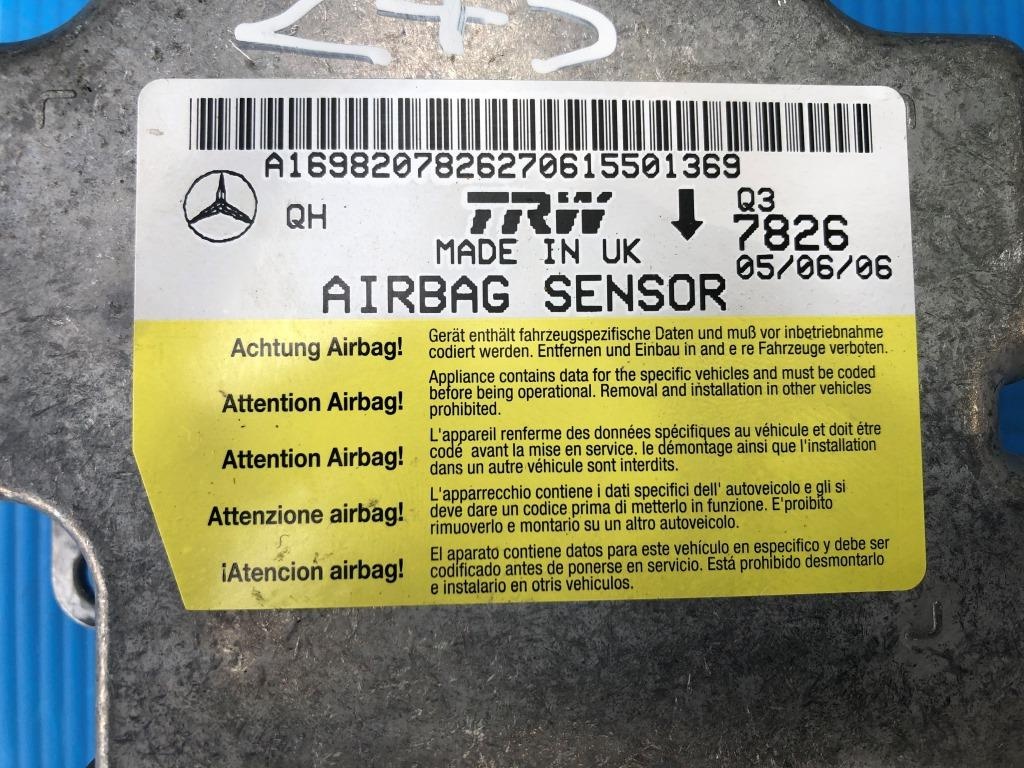 245
A1698207826270615501369
QH
TRW
Q3
7826
MADE IN UK
05/06/06
AIRBAG SENSOR
Achtung Airbag!
Gerät enthält fahrzeugspezifische Daten und muß vor inbetriebnahme
codiert werden. Entfernen und Einbau in and e re Fahrzeuge verboten.
Attention Airbag!
Appliance contains data for the specific vehicles and must be coded
before being operational. Removal and installation in other vehicles
prohibited.
Attention Airbag!
L'appareil renferme des données spécifiques au véhicule et doit étre
codé avant la mise en service. le démontage ainsi que l'installation
dans un autre véhicule sont interdits.
Attenzione airbag!
L'apparrecchio contiene i dati specifici dell' autoveicolo e gli si
deve dare un codice prima di metterlo in funzione. E'proibito
rimuoverlo e montario su un altro autoveicolo.
¡Atencion airbag!
El aparato contiene datos para este vehículo en especifico y debe ser
codificado antes de ponerse en servicio. Está prohibido desmontarlo
e instalario en otris vehiculos.